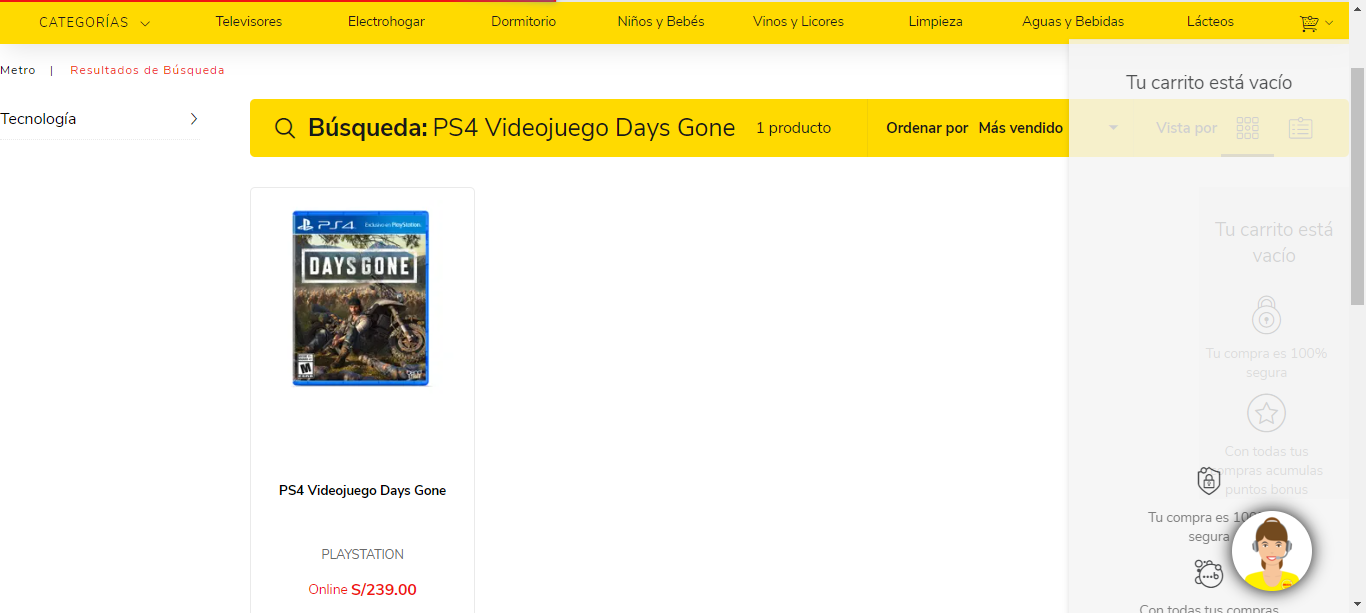 CATEGORÍAS
Televisores
Electrohogar
Dormitorio
Niños y Bebés
Vinos y Licores
Limpieza
Aguas y Bebidas
Lácteos
Metro | Resultados de Búsqueda
Tu carrito está vacío
Tecnología
Búsqueda: PS4 Videojuego Days Gone
1 producto
Ordenar por Más vendido
Vista por
PS4
Exclusivo en PlayStation
DAYS GONE
M
PS4 Videojuego Days Gone
PLAYSTATION
Online S/239.00
Tu carrito está
vacío
Tu compra es 100%
segura
Con todas tus
compras acumulas
puntos bonus
Tu compra es 100%
segura
Con todas tus compras